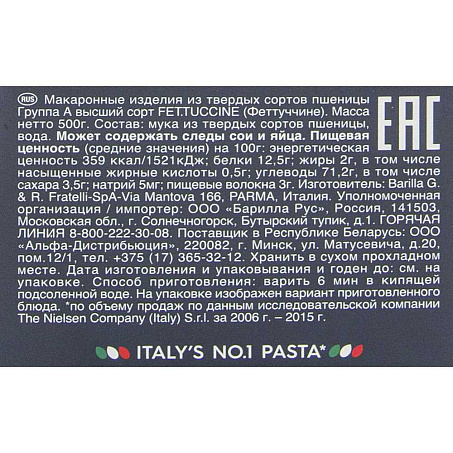 RUS Макаронные изделия из твердых сортов пшеницы
Группа А высший сорт FETTUCCINE (Феттуччине). Масса
нетто 500г. Состав: мука из твердых сортов пшеницы,
вода. Может содержать следы сои и яйца. Пищевая
ценность (средние значения) на 100г: энергетическая
ценность 359 ккал/1521кДж; белки 12,5г; жиры 2г, в том числе
насыщенные жирные кислоты 0,5г; углеводы 71,2г, в том числе
сахара 3,5г; натрий 5мг; пищевые волокна 3г. Изготовитель: Barilla G.
& R. Fratelli-SpA-Via Mantova 166, PARMA, Италия. Уполномоченная
организация / импортер: ООО «Барилла Рус», Россия, 141503,
Московская обл., г. Солнечногорск, Бутырский тупик, д.1. ГОРЯЧАЯ
ЛИНИЯ 8-800-222-30-08. Поставщик в Республике Беларусь: ООО
«Альфа-Дистрибьюция», 220082, г. Минск, ул. Матусевича, д.20,
пом.12/1, тел. +375 (17) 365-32-12. Хранить в сухом прохладном
месте. Дата изготовления и упаковывания и годен до: см. на
упаковке. Способ приготовления: варить 6 мин в кипящей
подсоленной воде. На упаковке изображен вариант приготовленного
блюда. *по объему продаж по данным исследовательской компании
The Nielsen Company (Italy) S.r.l. за 2006 г. – 2015 г.
EAC
ITALY'S NO.1 PASTA*